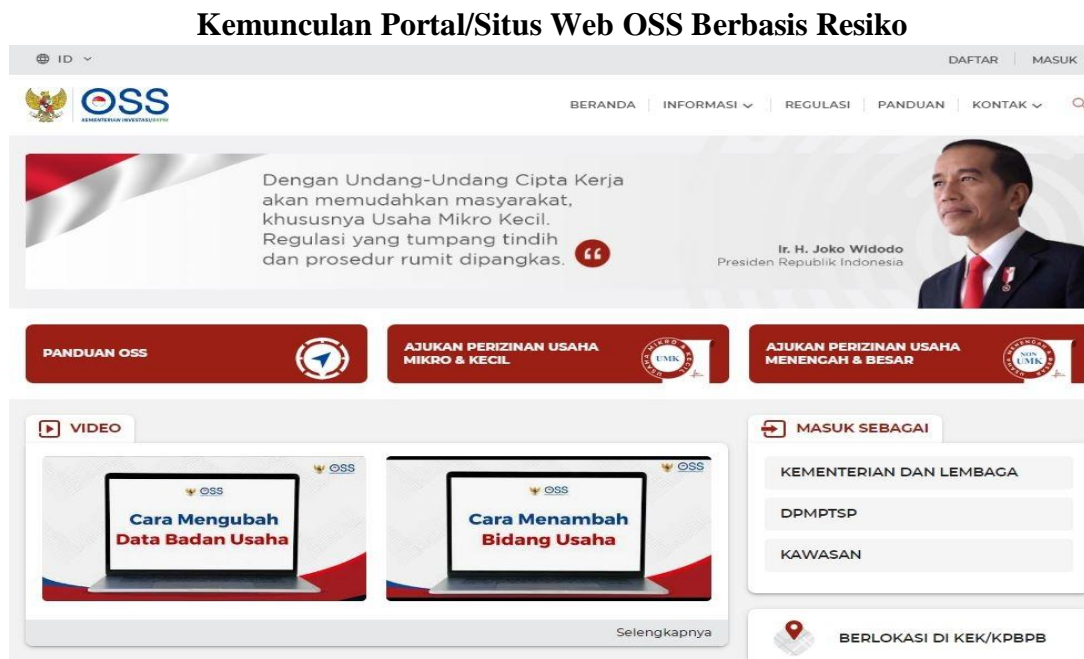 Kemunculan Portal/Situs Web OSS Berbasis Resiko
ID
DAFTAR MASUK
OSS
KEMENTERIAN INVESTASI/BKPM
BERANDA INFORMASI REGULASI PANDUAN KONTAK
Dengan Undang-Undang Cipta Kerja
akan memudahkan masyarakat,
khususnya Usaha Mikro Kecil.
Regulasi yang tumpang tindih
dan prosedur rumit dipangkas.
Ir. H. Joko Widodo
Presiden Republik Indonesia
PANDUAN OSS
AJUKAN PERIZINAN USAHA
MIKRO & KECIL
UMK
AJUKAN PERIZINAN USAHA
MENENGAH & BESAR
NON
UMK
VIDEO
OSS
OSS
Cara Mengubah
Data Badan Usaha
OSS
OSS
Cara Menambah
Bidang Usaha
Selengkapnya
MASUK SEBAGAI
KEMENTERIAN DAN LEMBAGA
DPMPTSP
KAWASAN
BERLOKASI DI KEK/KPBPB